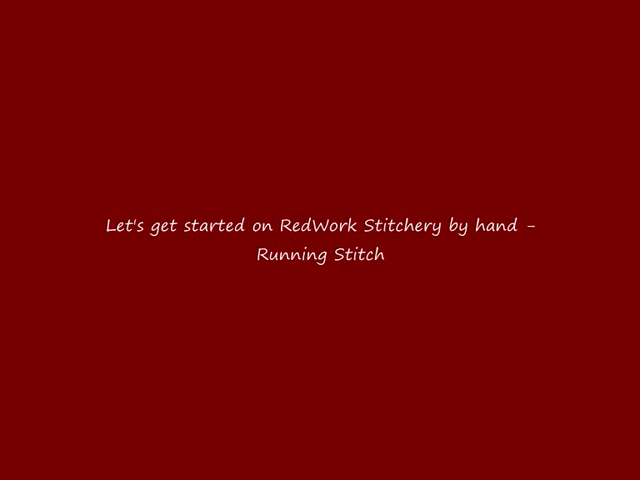 Let's get started on RedWork Stitchery by hand -
Running Stitch